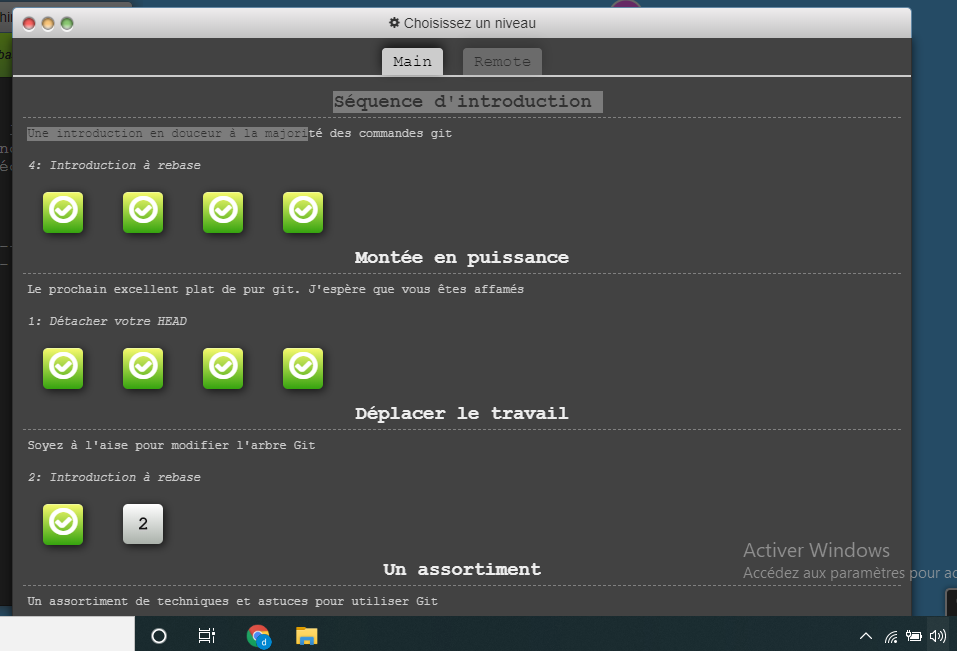 Choisissez un niveau
Main
Remote
Séquence d'introduction
Une introduction en douceur à la majorité des commandes git
4: Introduction à rebase
Montée en puissance
Le prochain excellent plat de pur git. J'espère que vous êtes affamés
1: Détacher votre HEAD
Déplacer le travail
Soyez à l'aise pour modifier l'arbre Git
2: Introduction à rebase
2
Un assortiment
Activer Windows
Accédez aux paramètres pour ac
Un assortiment de techniques et astuces pour utiliser Git
d